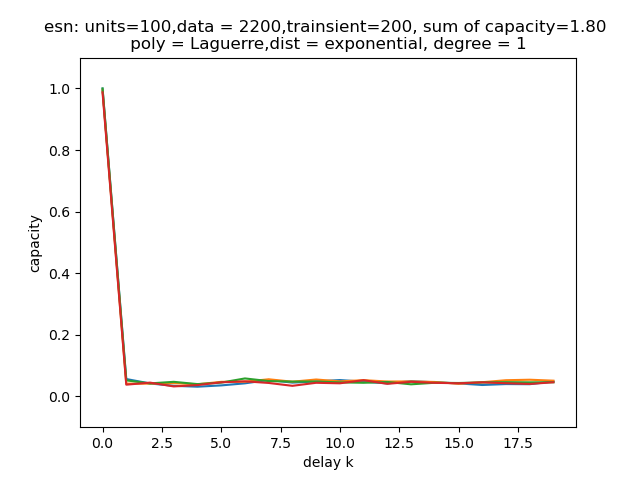 esn: units=100,data = 2200,trainsient=200, sum of capacity=1.80
poly = Laguerre,dist = exponential, degree = 1
capacity
1.0
0.8
0.6
0.4
0.2
0.0
0.0 2.5 5.0 7.5 10.0 12.5 15.0 17.5
delay k